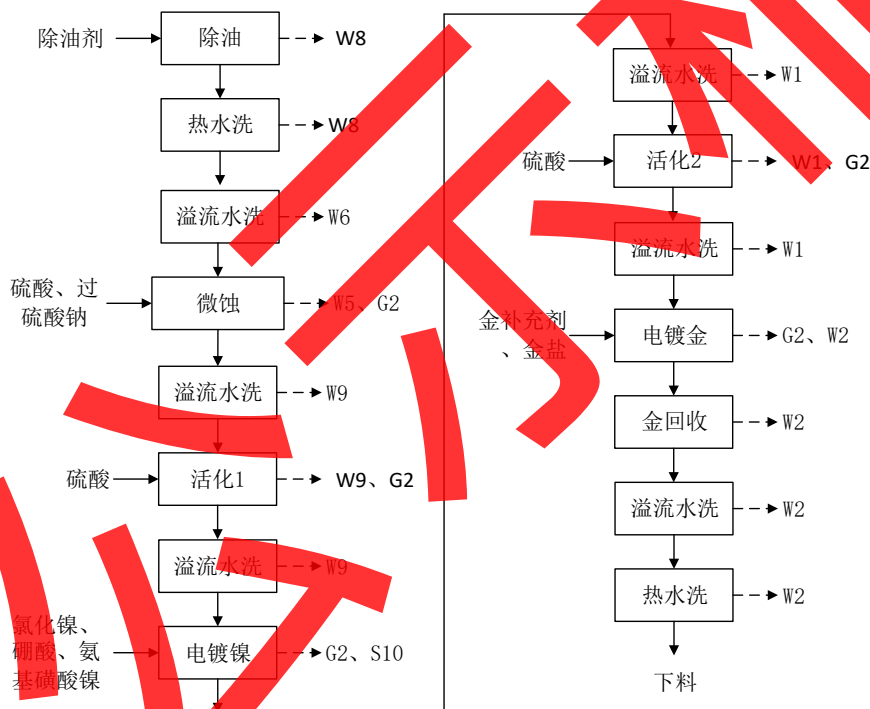 除油剂
除油
W8
热水洗
W8
溢流水洗
W6
硫酸、过
硫酸钠
微蚀
W5、G2
溢流水洗
W9
硫酸
活化1
W9、G2
溢流水洗
W9
氯化镍、
硼酸、氨
基磺酸镍
电镀镍
G2、S10
溢流水洗
W1
硫酸
活化2
W1、G2
溢流水洗
W1
金补充剂
、金盐
电镀金
G2、W2
金回收
W2
溢流水洗
W2
热水洗
W2
下料